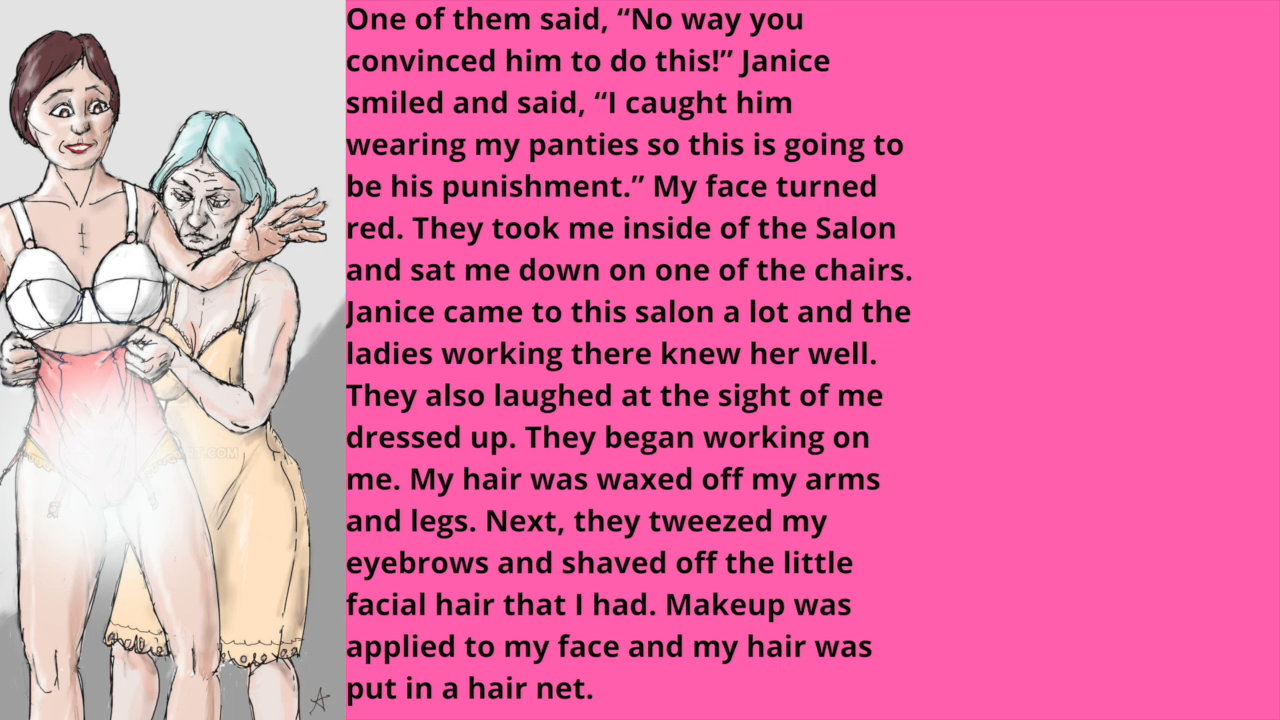 One of them said, “No way you
convinced him to do this!” Janice
smiled and said, “I caught him
wearing my panties so this is going to
be his punishment.” My face turned
red. They took me inside of the Salon
and sat me down on one of the chairs.
Janice came to this salon a lot and the
ladies working there knew her well.
They also laughed at the sight of me
dressed up. They began working on
me. My hair was waxed off my arms
and legs. Next, they tweezed my
eyebrows and shaved off the little
facial hair that I had. Makeup was
applied to my face and my hair was
put in a hair net.